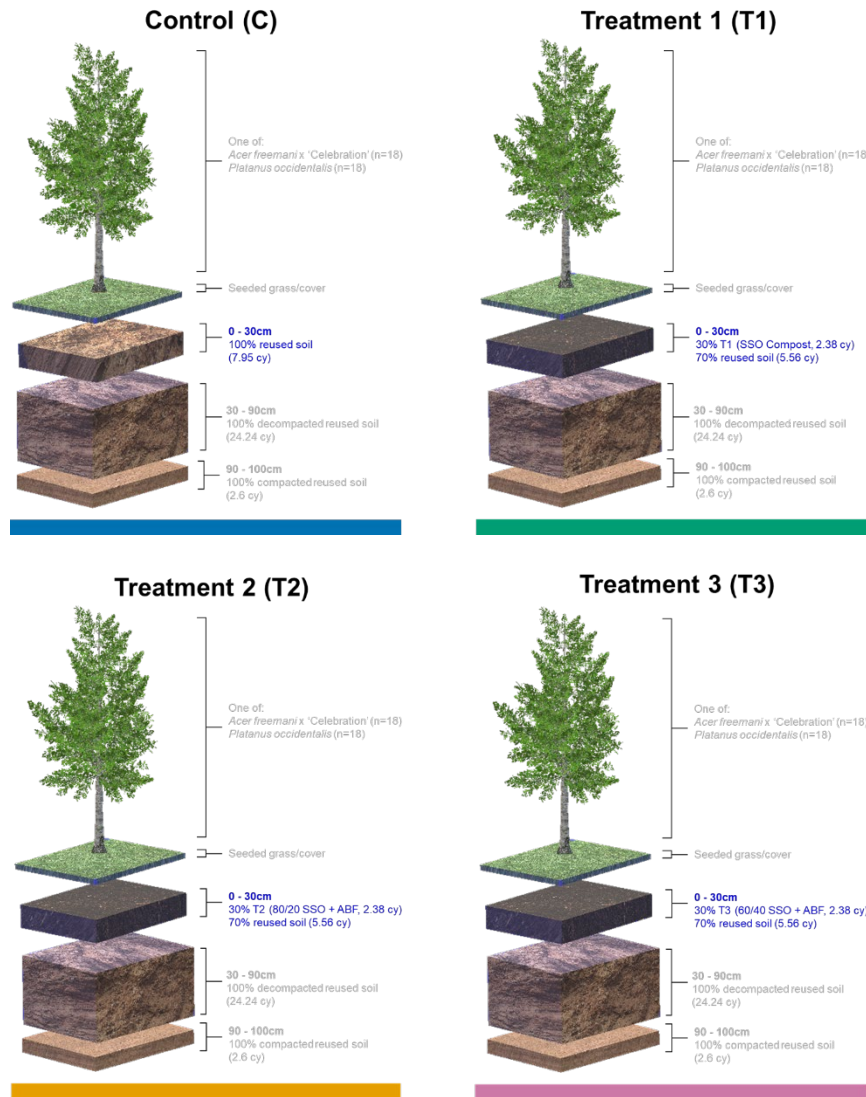 Control (C)
One of:
Acer freemani x 'Celebration' (n=18)
Platanus occidentalis (n=18)
Seeded grass/cover
0 - 30cm
100% reused soil
(7.95 cy)
30 - 90cm
100% decompacted reused soil
(24.24 cy)
90 - 100cm
100% compacted reused soil
(2.6 cy)
Treatment 1 (T1)
One of:
Acer freemani x 'Celebration' (n=18
Platanus occidentalis (n=18)
Seeded grass/cover
0 - 30cm
30% T1 (SSO Compost, 2.38 cy)
70% reused soil (5.56 cy)
30 - 90cm
100% decompacted reused soil
(24.24 cy)
90 - 100cm
100% compacted reused soil
(2.6 cy)
Treatment 2 (T2)
One of:
Acer freemani x 'Celebration' (n=18)
Platanus occidentalis (n=18)
Seeded grass/cover
0 - 30cm
30% T2 (80/20 SSO + ABF, 2.38 cy)
70% reused soil (5.56 cy)
30 - 90cm
100% decompacted reused soil
(24.24 cy)
90 - 100cm
100% compacted reused soil
(2.6 cy)
Treatment 3 (T3)
One of:
Acer freemani x 'Celebration' (n=18)
Platanus occidentalis (n=18)
Seeded grass/cover
0 - 30cm
30% T3 (60/40 SSO + ABF, 2.38 cy)
70% reused soil (5.56 cy)
30 - 90cm
100% decompacted reused soil
(24.24 cy)
90 - 100cm
100% compacted reused soil
(2.6 cy)